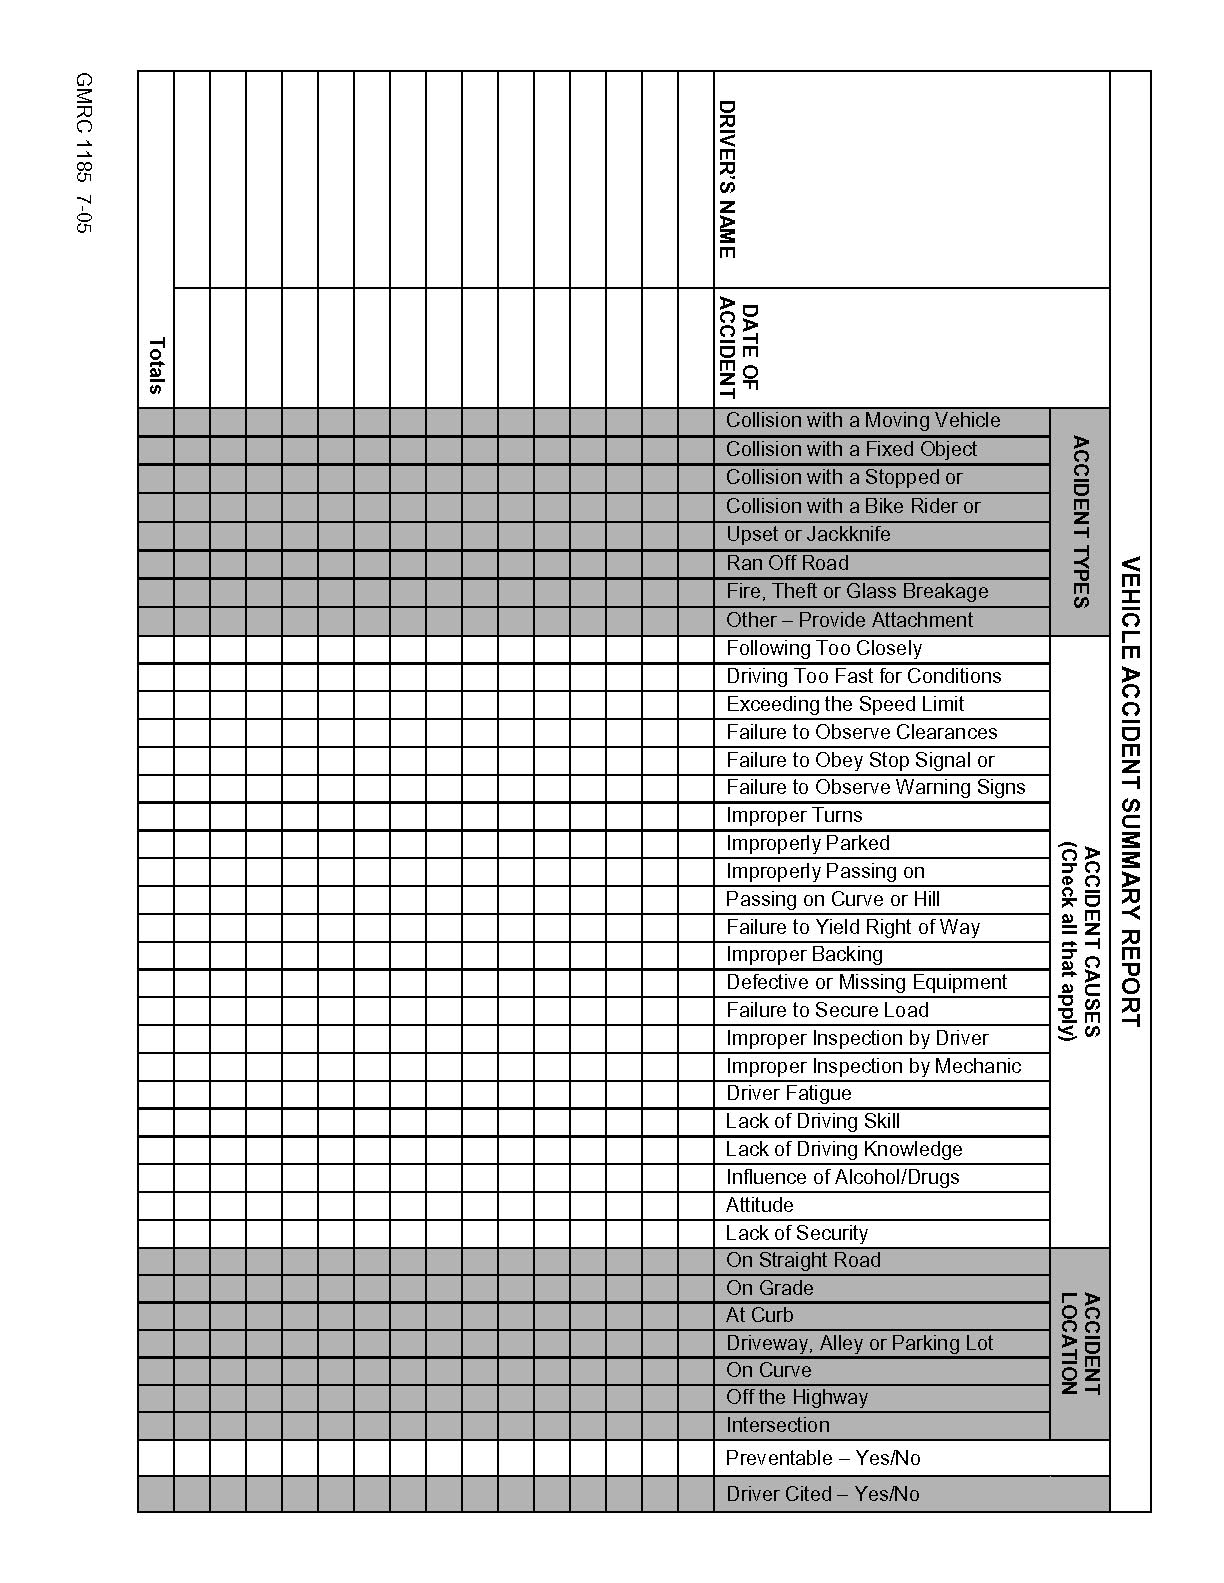 VEHICLE ACCIDENT SUMMARY REPORT
DRIVER'S NAME
DATE OF
ACCIDENT
ACCIDENT TYPES
Collision with a Moving Vehicle
Collision with a Fixed Object
Collision with a Stopped or
Collision with a Bike Rider or
Upset or Jackknife
Ran Off Road
Fire, Theft or Glass Breakage
Other – Provide Attachment
ACCIDENT CAUSES
(Check all that apply)
Following Too Closely
Driving Too Fast for Conditions
Exceeding the Speed Limit
Failure to Observe Clearances
Failure to Obey Stop Signal or
Failure to Observe Warning Signs
Improper Turns
Improperly Parked
Improperly Passing on
Passing on Curve or Hill
Failure to Yield Right of Way
Improper Backing
Defective or Missing Equipment
Failure to Secure Load
Improper Inspection by Driver
Improper Inspection by Mechanic
Driver Fatigue
Lack of Driving Skill
Lack of Driving Knowledge
Influence of Alcohol/Drugs
Attitude
Lack of Security
ACCIDENT
LOCATION
On Straight Road
On Grade
At Curb
Driveway, Alley or Parking Lot
On Curve
Off the Highway
Intersection
Preventable – Yes/No
Driver Cited – Yes/No
Totals
GMRC 1185 7-05